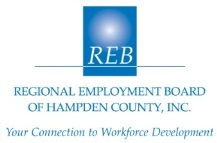 REB
REGIONAL EMPLOYMENT BOARD
OF HAMPDEN COUNTY, INC.
Your Connection to Workforce Development